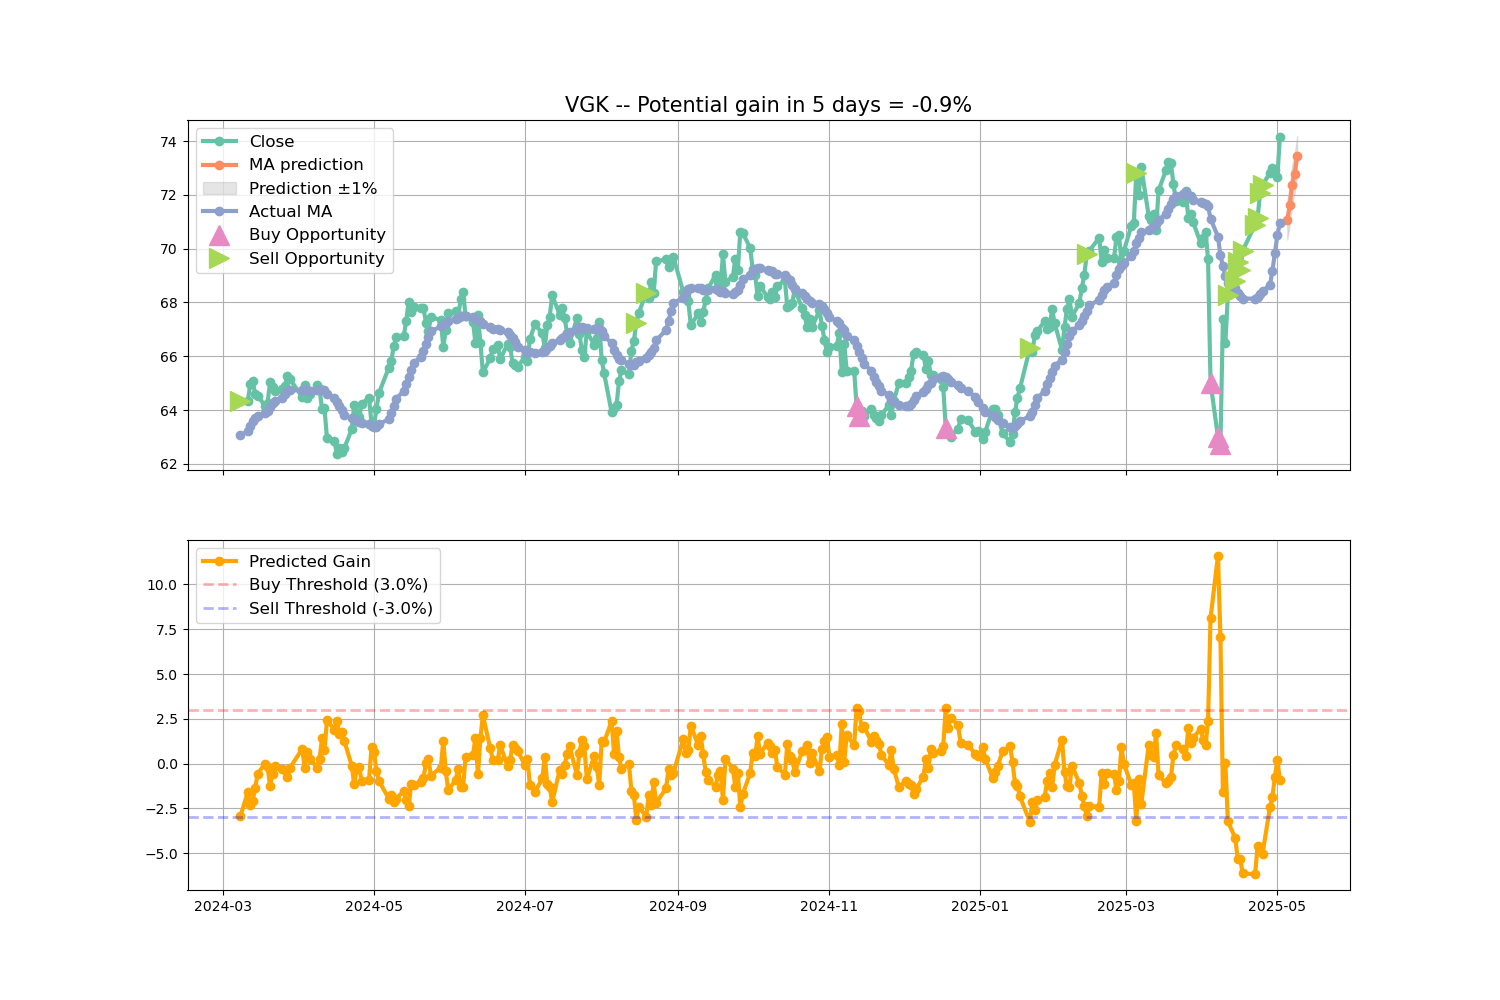 VGK -- Potential gain in 5 days = -0.9%
74
72
70
68
66
64
62
Close
MA prediction
Prediction ±1%
Actual MA
Buy Opportunity
Sell Opportunity
10.0
7.5
5.0
2.5
0.0
−2.5
−5.0
Predicted Gain
Buy Threshold (3.0%)
Sell Threshold (-3.0%)
2024-03
2024-05
2024-07
2024-09
2024-11
2025-01
2025-03
2025-05